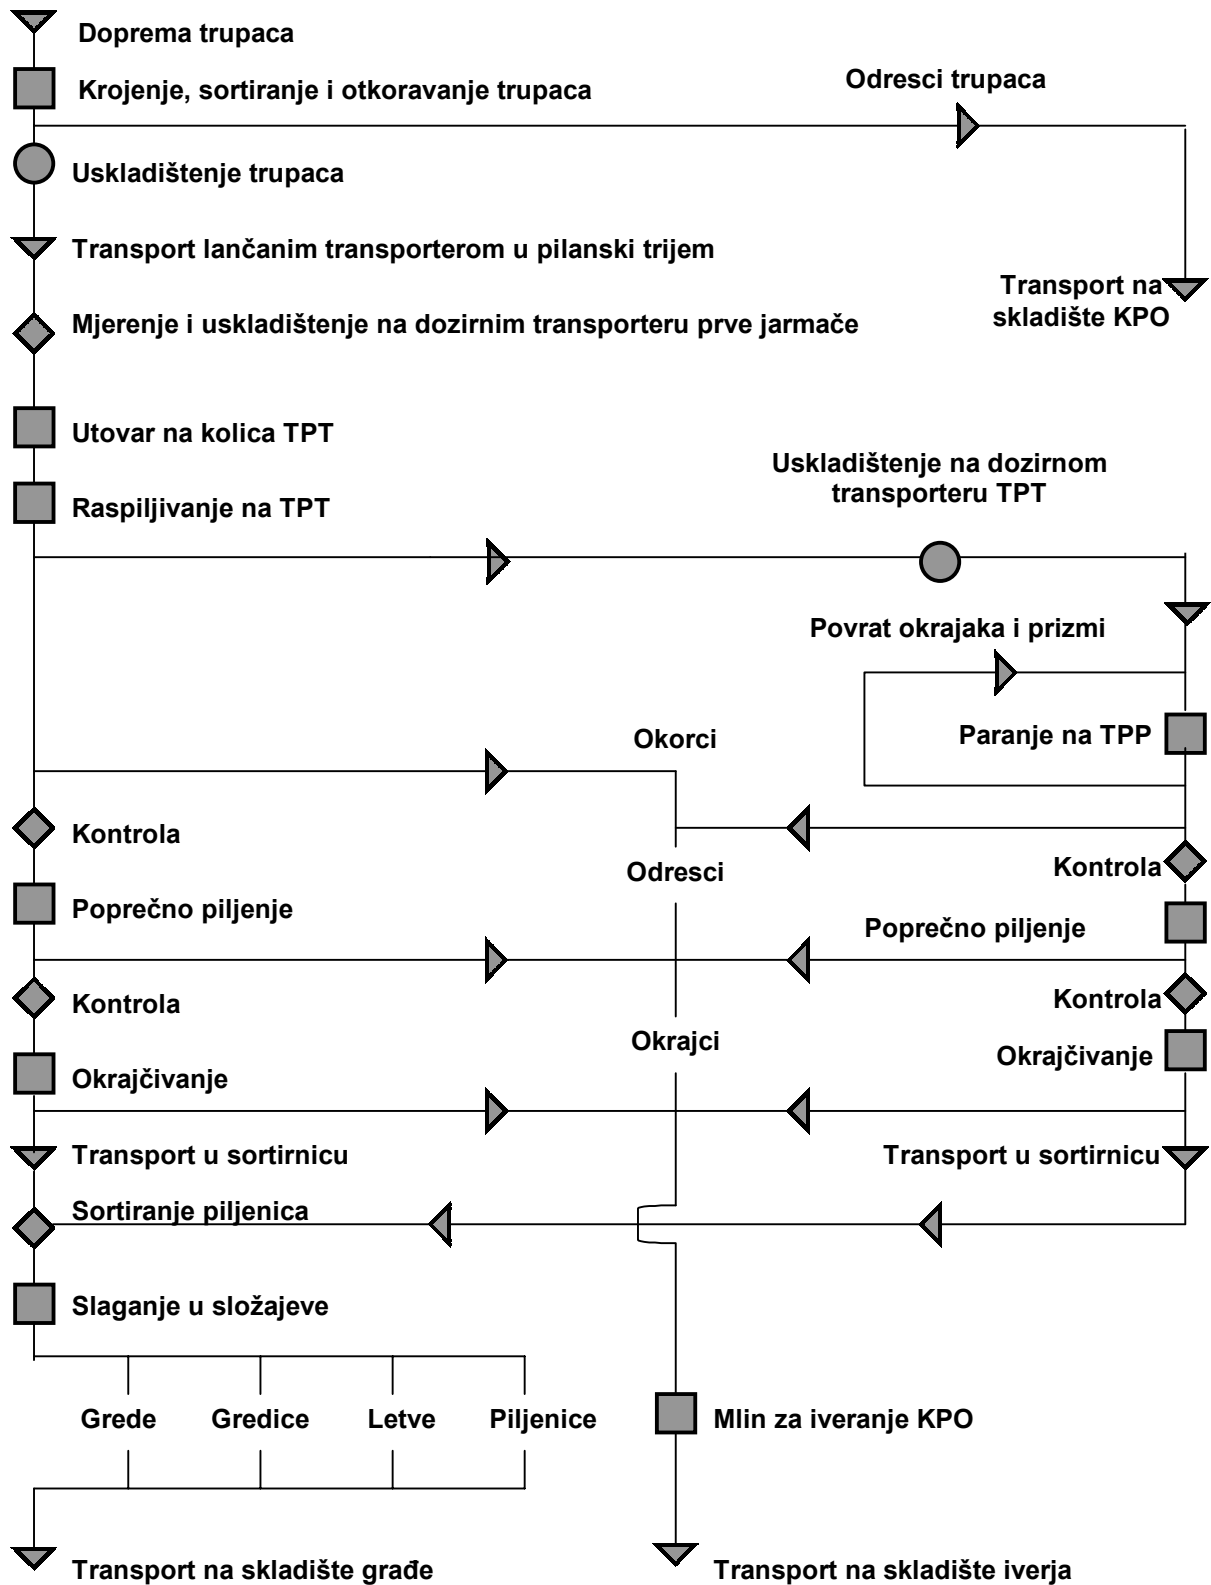 Doprema trupaca
Krojenje, sortiranje i otkoravanje trupaca
Odresci trupaca
Uskladištenje trupaca
Transport lančanim transporterom u pilanski trijem
Transport na
skladište KPO
Mjerenje i uskladištenje na dozirnim transporteru prve jarmače
Utovar na kolica TPT
Uskladištenje na dozirnom
transporteru TPT
Raspiljivanje na TPT
Povrat okrajaka i prizmi
Okorci
Paranje na TPP
Kontrola
Odresci
Kontrola
Poprečno piljenje
Poprečno piljenje
Kontrola
Kontrola
Okrajci
Okrajčivanje
Okrajčivanje
Transport u sortirnicu
Transport u sortirnicu
Sortiranje piljenica
Slaganje u složajeve
Grede
Gredice
Letve
Piljenice
Mlin za iveranje KPO
Transport na skladište građe
Transport na skladište iverja